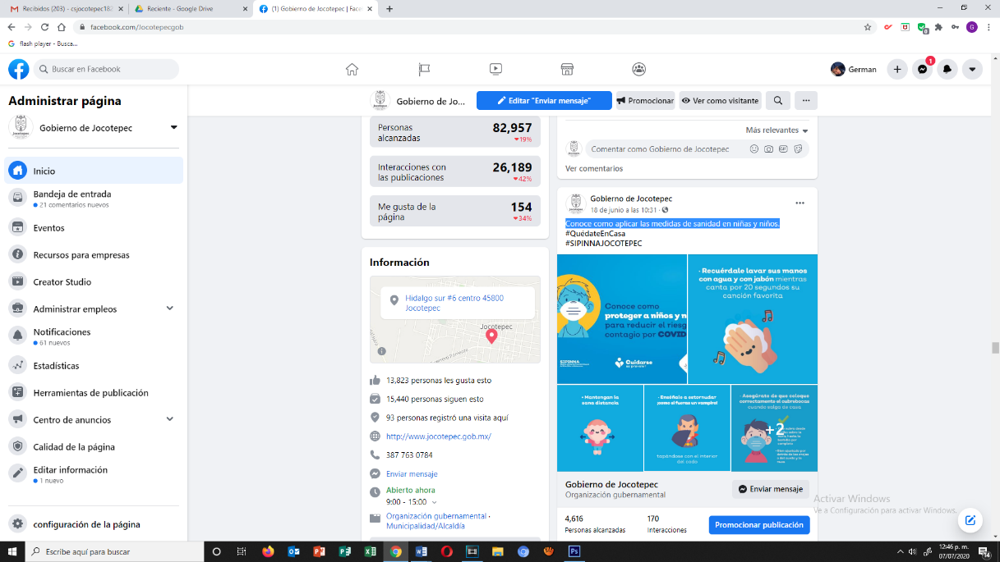 Recibidos (203) - csjocotepec182
Reciente - Google Drive
(1) Gobierno de Jocotepec | Face
facebook.com/Jocotepecgob
flash player - Busca...
Buscar en Facebook
German
1
Administrar página
Gobierno de Jocotepec
Inicio
Bandeja de entrada
21 comentarios nuevos
Eventos
Recursos para empresas
Creator Studio
Administrar empleos
Notificaciones
61 nuevos
Estadísticas
Herramientas de publicación
Centro de anuncios
Calidad de la página
Editar información
1 nuevo
configuración de la página
Gobierno de Jo...
Editar "Enviar mensaje"
Promocionar
Ver como visitante
Personas alcanzadas
82,957
19%
Interacciones con las publicaciones
26,189
42%
Me gusta de la página
154
34%
Información
Hidalgo sur #6 centro 45800
Jocotepec
Jocotepec
13,823 personas les gusta esto
15,440 personas siguen esto
93 personas registró una visita aquí
http://www.jocotepec.gob.mx/
387 763 0784
Enviar mensaje
Abierto ahora
9:00 - 15:00
Organización gubernamental ·
Municipalidad/Alcaldía
Más relevantes
Comentar como Gobierno de Jocotepec
Ver comentarios
Gobierno de Jocotepec
18 de junio a las 10:31 ·
Conoce como aplicar las medidas de sanidad en niñas y niños.
#QuédateEnCasa
#SIPINNAJOCOTEPEC
Conoce como
proteger a niños y n
para reducir el riesg
contagio por COVID
SIPINNA
Cuidarse
es prevenir
· Recuérdale lavar sus manos
con agua y con jabón mientras
canta por 20 segundos su
canción favorita
· Mantengan la
sana distancia
· Enséñale a estornudar
¡como si fueras un vampiro!
tapándose con el interior
del codo
· Asegúrate de que coloque
correctamente el cubrebocas
cuando salga de casa
+2
Gobierno de Jocotepec
Organización gubernamental
Enviar mensaje
4,616
Personas alcanzadas
170
Interacciones
Promocionar publicación
Activar Windows
Ve a Configuración para activar Windows.
Escribe aquí para buscar
12:46 p. m.
07/07/2020
14